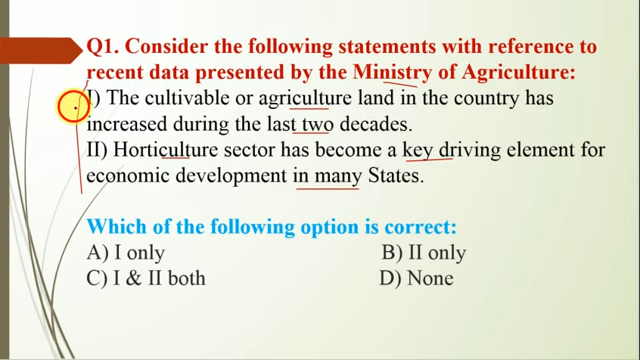 Q1. Consider the following statements with reference to
recent data presented by the Ministry of Agriculture:
I) The cultivable or agriculture land in the country has
increased during the last two decades.
II) Horticulture sector has become a key driving element for
economic development in many States.
Which of the following option is correct:
A) I only B) II only
C) I & II both D) None